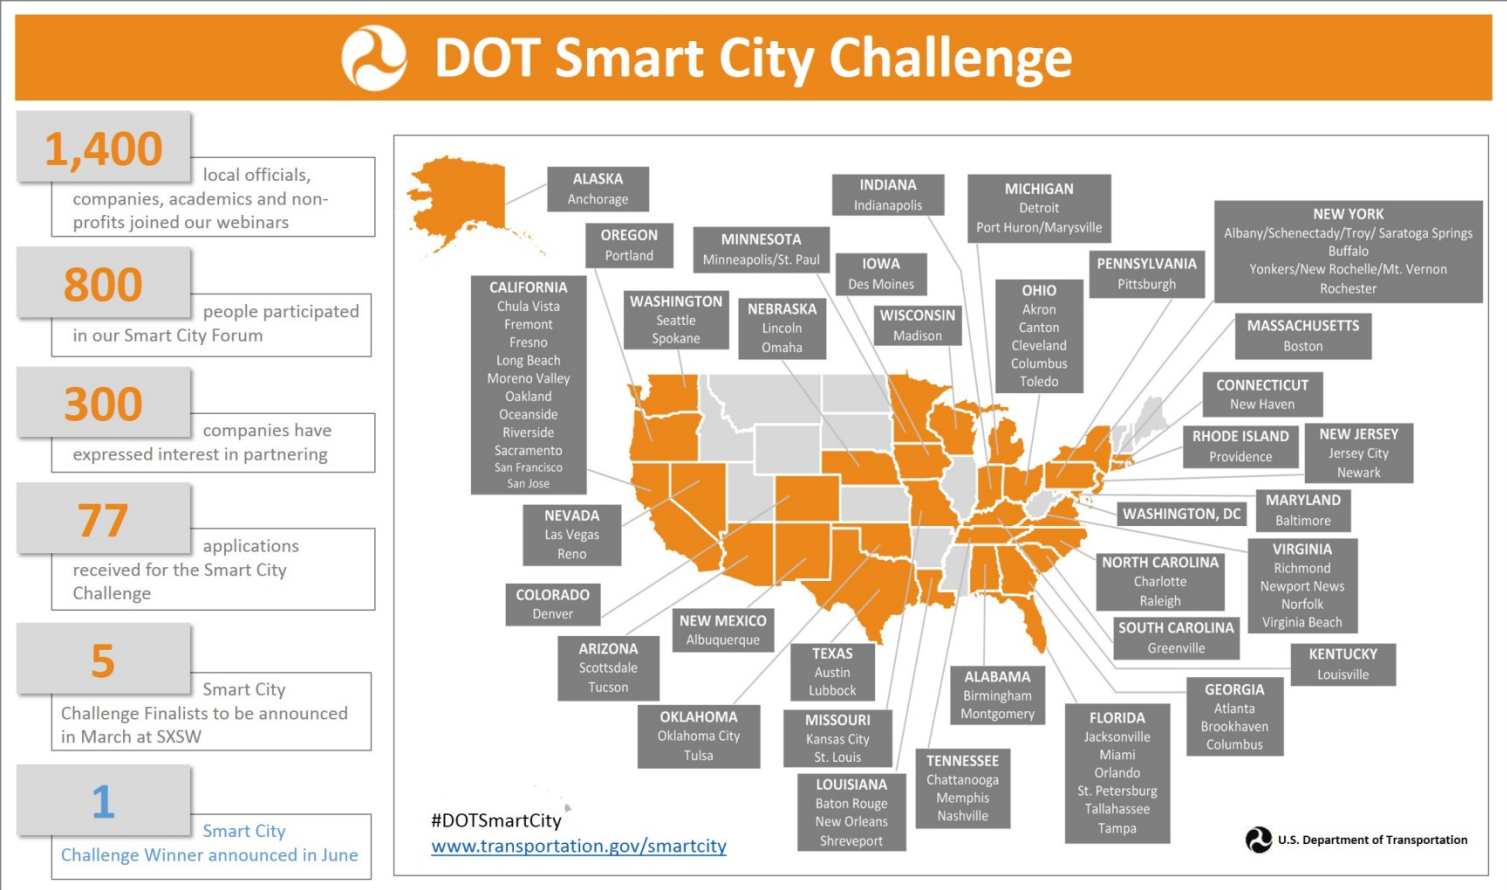 DOT Smart City Challenge
1,400
local officials,
companies, academics and non-
profits joined our webinars
800
people participated
in our Smart City Forum
300
companies have
expressed interest in partnering
77
applications
received for the Smart City
Challenge
5
Smart City
Challenge Finalists to be announced
in March at SXSW
1
Smart City
Challenge Winner announced in June
ALASKA
Anchorage
OREGON
Portland
CALIFORNIA
Chula Vista
Fremont
Fresno
Long Beach
Moreno Valley
Oakland
Oceanside
Riverside
Sacramento
San Francisco
San Jose
WASHINGTON
Seattle
Spokane
MINNESOTA
Minneapolis/St. Paul
NEBRASKA
Lincoln
Omaha
INDIANA
Indianapolis
IOWA
Des Moines
WISCONSIN
Madison
MICHIGAN
Detroit
Port Huron/Marysville
OHIO
Akron
Canton
Cleveland
Columbus
Toledo
PENNSYLVANIA
Pittsburgh
NEW YORK
Albany/Schenectady/Troy/ Saratoga Springs
Buffalo
Yonkers/New Rochelle/Mt. Vernon
Rochester
MASSACHUSETTS
Boston
CONNECTICUT
New Haven
RHODE ISLAND
Providence
NEW JERSEY
Jersey City
Newark
MARYLAND
Baltimore
WASHINGTON, DC
VIRGINIA
Richmond
Newport News
Norfolk
Virginia Beach
NORTH CAROLINA
Charlotte
Raleigh
SOUTH CAROLINA
Greenville
KENTUCKY
Louisville
GEORGIA
Atlanta
Brookhaven
Columbus
FLORIDA
Jacksonville
Miami
Orlando
St. Petersburg
Tallahassee
Tampa
ALABAMA
Birmingham
Montgomery
TENNESSEE
Chattanooga
Memphis
Nashville
LOUISIANA
Baton Rouge
New Orleans
Shreveport
MISSOURI
Kansas City
St. Louis
TEXAS
Austin
Lubbock
OKLAHOMA
Oklahoma City
Tulsa
NEW MEXICO
Albuquerque
ARIZONA
Scottsdale
Tucson
COLORADO
Denver
NEVADA
Las Vegas
Reno
#DOTSmartCity
www.transportation.gov/smartcity
U.S. Department of Transportation